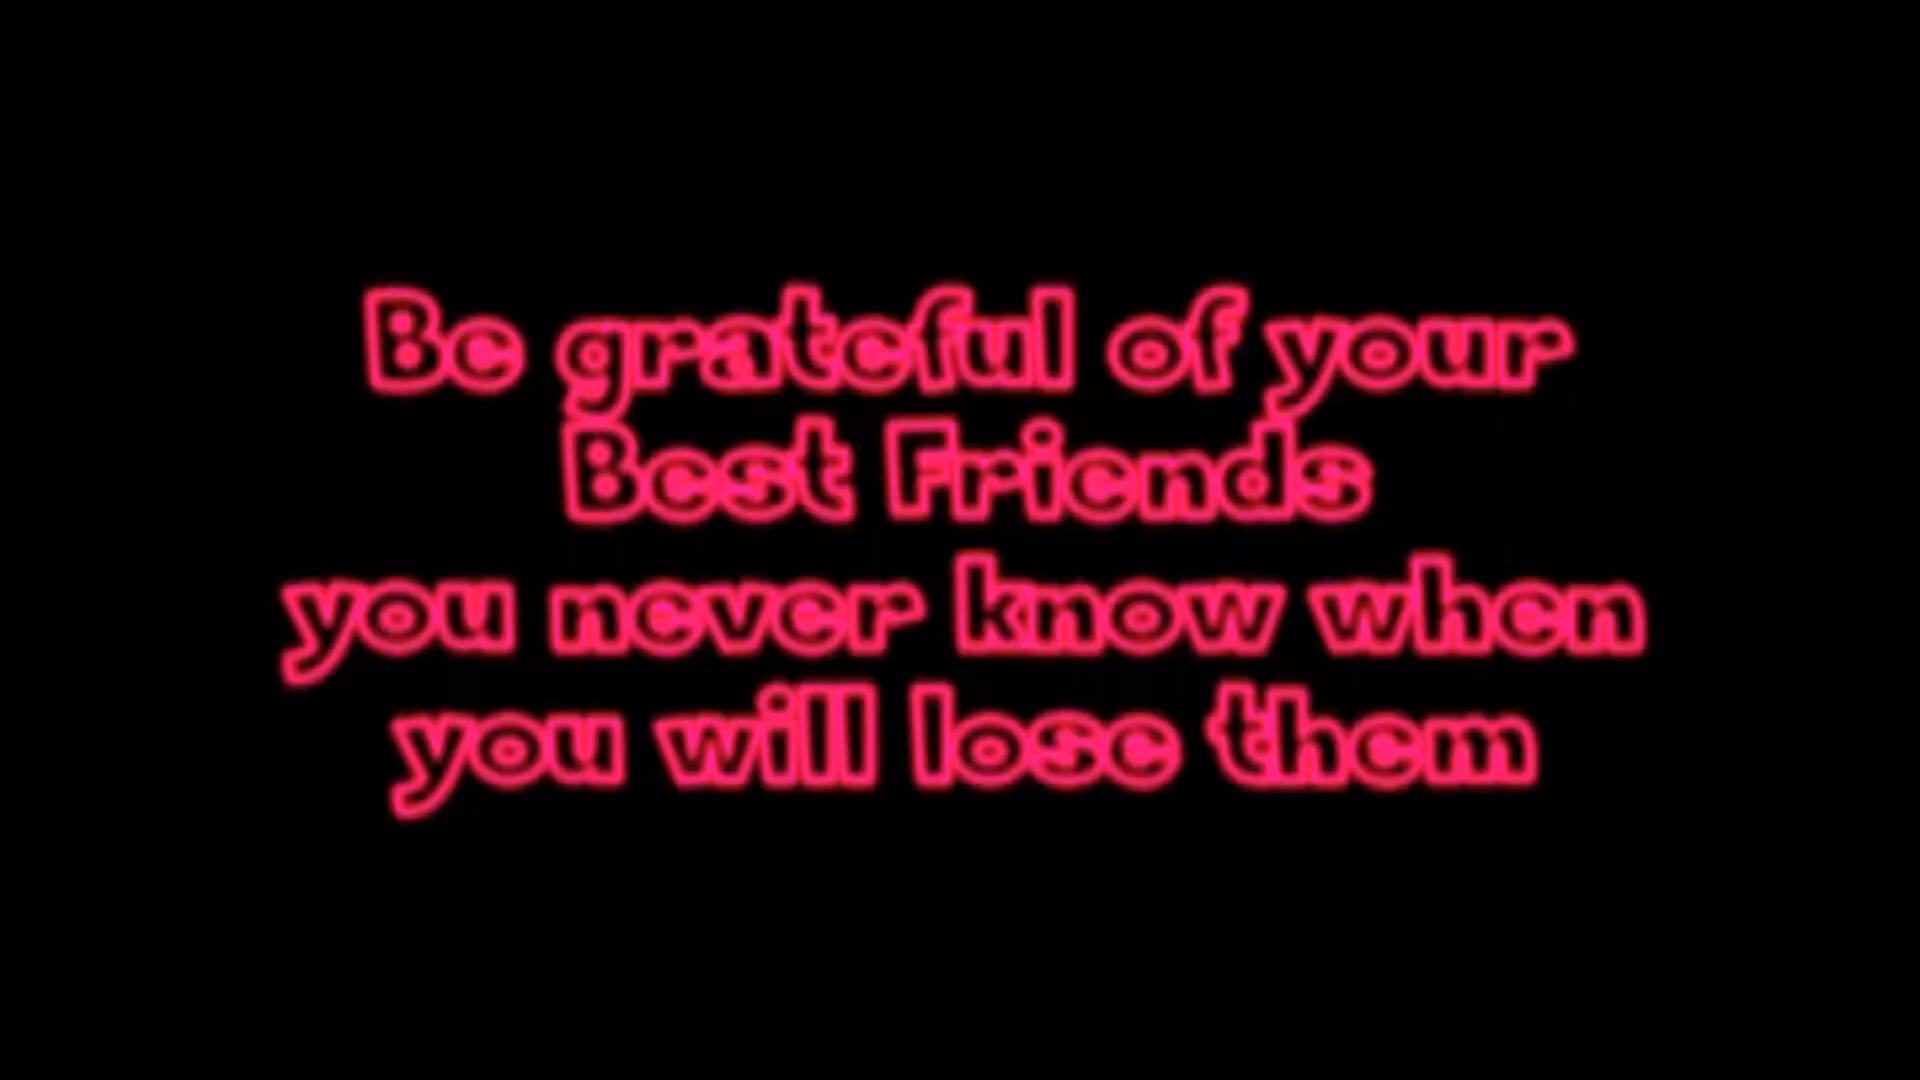 Be grateful of your
Best Friends
you never know when
you will lose them